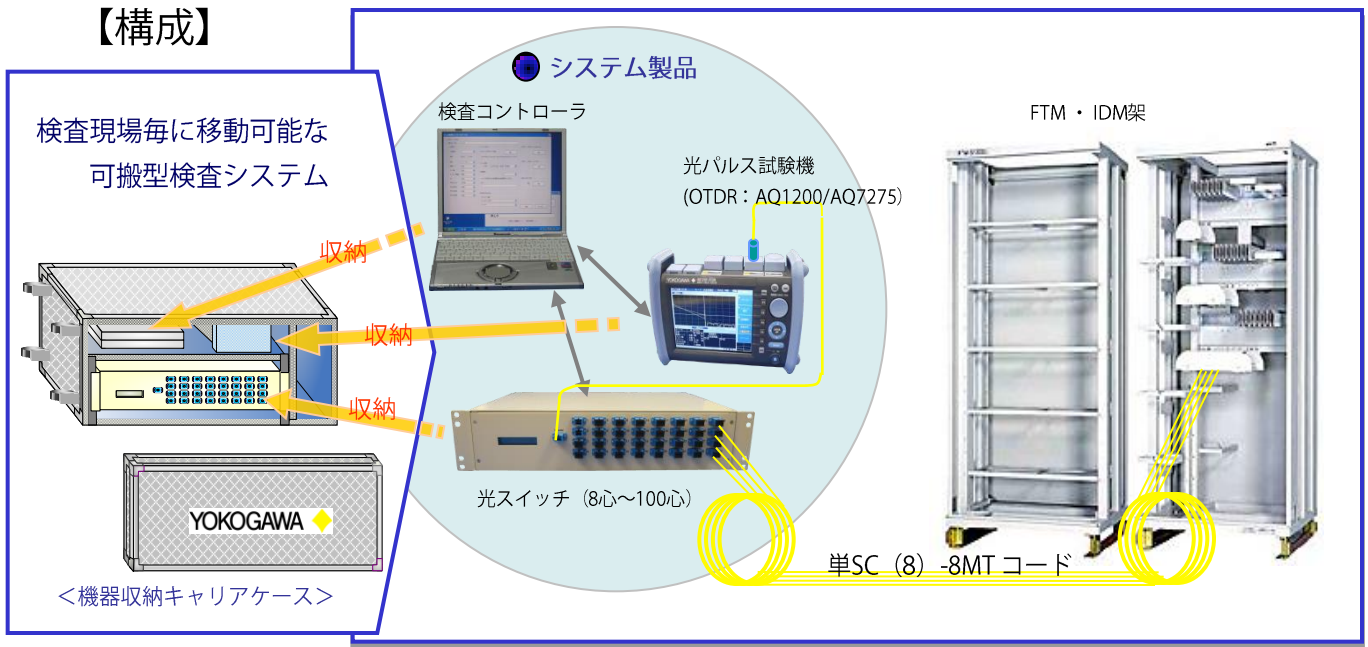 【構成】
検査現場毎に移動可能な
可搬型検査システム
収納
収納
収納
YOKOGAWA
＜機器収納キャリアケース＞
システム製品
検査コントローラ
光パルス試験機
(OTDR：AQ1200/AQ7275)
YOKOGAWA
光スイッチ（8心～100心）
単SC（8）-8MT コード
FTM ・ IDM架